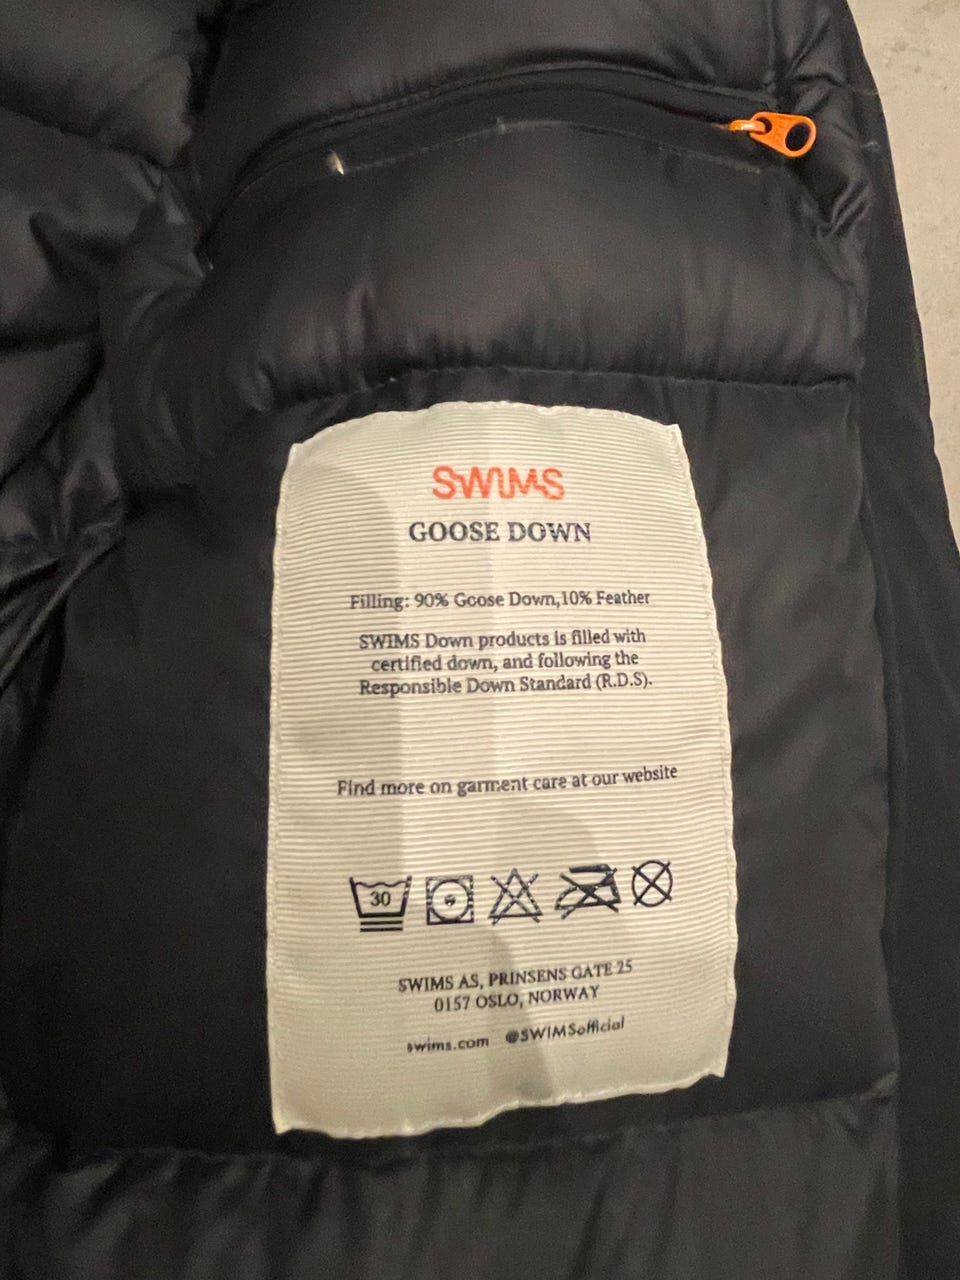 SWIMS
GOOSE DOWN
Filling: 90% Goose Down,10% Feather
SWIMS Down products is filled with
certified down, and following the
Responsible Down Standard (R.D.S).
Find more on garment care at our website
30
SWIMS AS, PRINSENS GATE 25
0157 OSLO, NORWAY
swims.com @SWIMSofficial